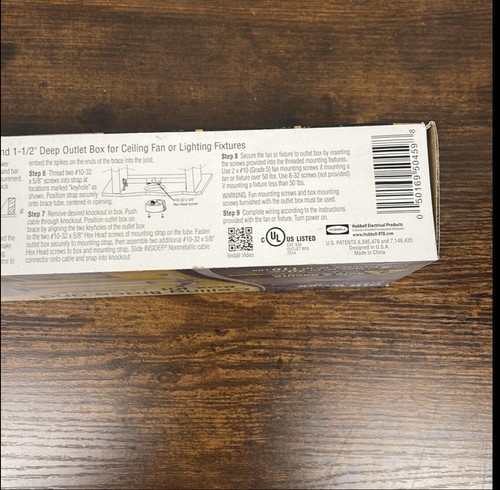 nd 1-1/2" Deep Outlet Box for Ceiling Fan or Lighting Fixtures
embed the spikes on the ends of the brace into the joist.
Step 6 Thread two #10-32
x 5/8" screws into strap at
locations marked "keyhole" as
shown. Position strap securely
onto brace tube, centered in opening.
#10-32 x 5/8"
Hex Head screws
Step 7 Remove desired knockout in box. Push
cable through knockout. Position outlet box on
brace by aligning the two keyholes of the outlet box
to the two #10-32 x 5/8" Hex Head screws of mounting strap on the tube. Fasten
outlet box securely to mounting strap, then assemble two additional #10-32 x 5/8"
Hex Head screws to box and mounting strap. Slide INSIDER® Nonmetallic cable
connector onto cable and snap into knockout.
Step 8 Secure the fan or fixture to outlet box by inserting
the screws provided into the threaded mounting features.
Use 2 x #10 (Grade 5) fan mounting screws if mounting a
fan or fixture over 50 lbs. Use 8-32 screws (not provided)
if mounting a fixture less than 50 lbs.
WARNING: Fan mounting screws and box mounting
screws furnished with the outlet box must be used.
Step 9 Complete wiring according to the instructions
provided with the fan or fixture. Turn power on.
Install Video
C UL US LISTED
OUTLET BOX
Hubbell Electrical Products
www.hubbell-RTB.com
U.S. PATENTS 6,595,479 and 7,148,420
Designed in U.S.A.
Made in China
0 50169 50459 8